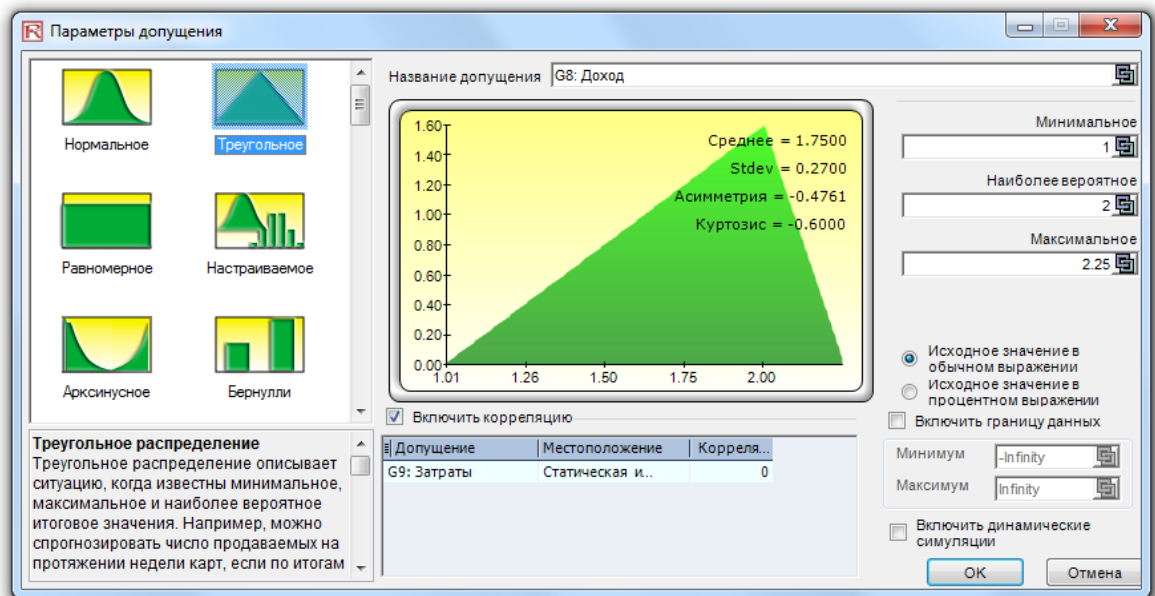 Параметры допущения
Нормальное
Треугольное
Равномерное
Настраиваемое
Арксинусное
Бернулли
Треугольное распределение
Треугольное распределение описывает
ситуацию, когда известны минимальное,
максимальное и наиболее вероятное
итоговое значения. Например, можно
спрогнозировать число продаваемых на
протяжении недели карт, если по итогам
Название допущения
G8: Доход
1.60
1.40
1.20
1.00
0.80
0.60
0.40
0.20
0.00
1.01 1.26 1.50 1.75 2.00
Среднее = 1.7500
Stdev = 0.2700
Асимметрия = -0.4761
Куртозис = -0.6000
Включить корреляцию
Допущение Местоположение Корреля...
G9: Затраты Статическая и... 0
Минимальное
1
Наиболее вероятное
2
Максимальное
2.25
Исходное значение в
обычном выражении
Исходное значение в
процентном выражении
Включить границу данных
Минимум -Infinity
Максимум Infinity
Включить динамические
симуляции
OK Отмена